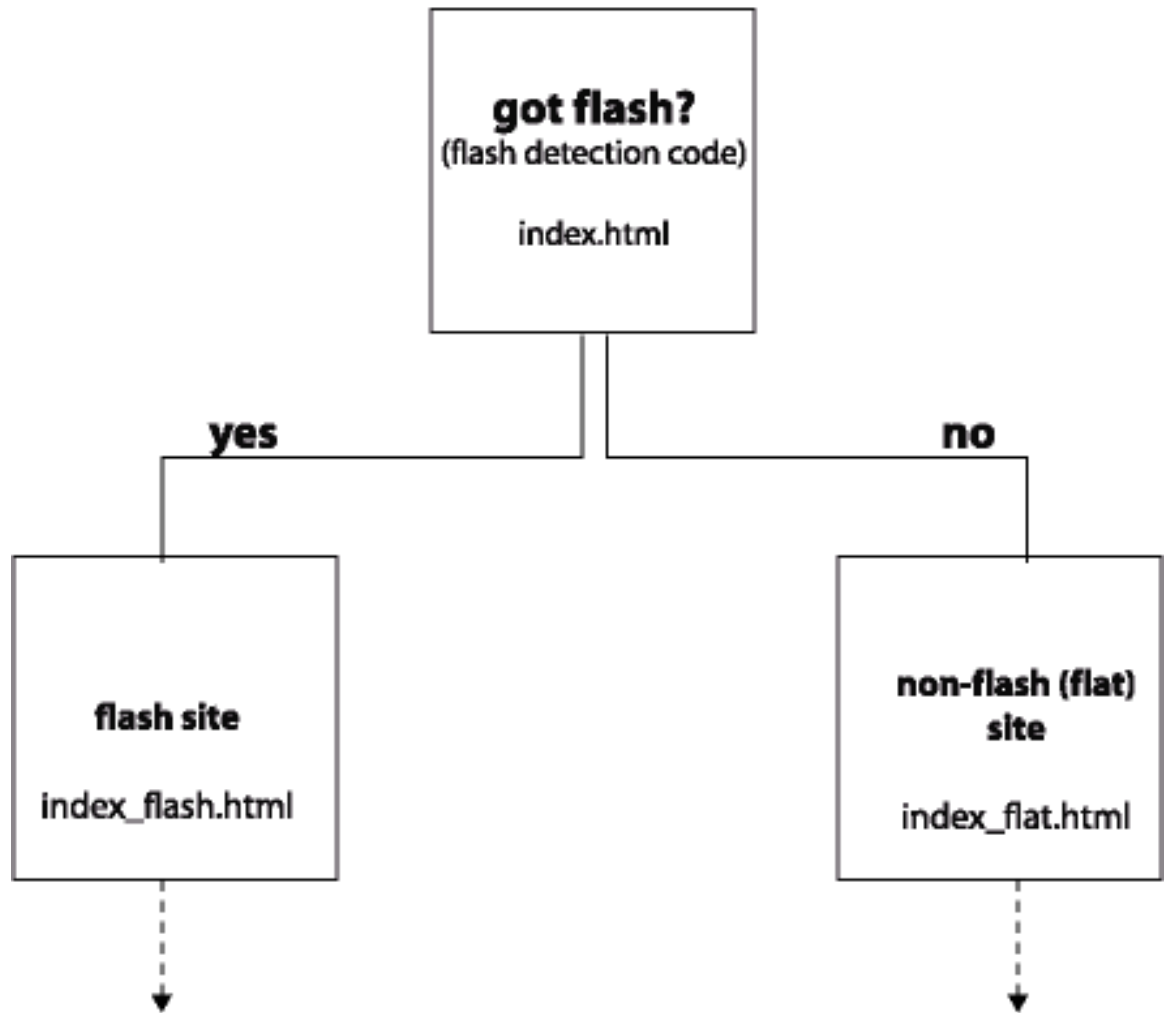 got flash?
(flash detection code)
index.html
yes
no
flash site
index_flash.html
non-flash (flat)
site
index_flat.html